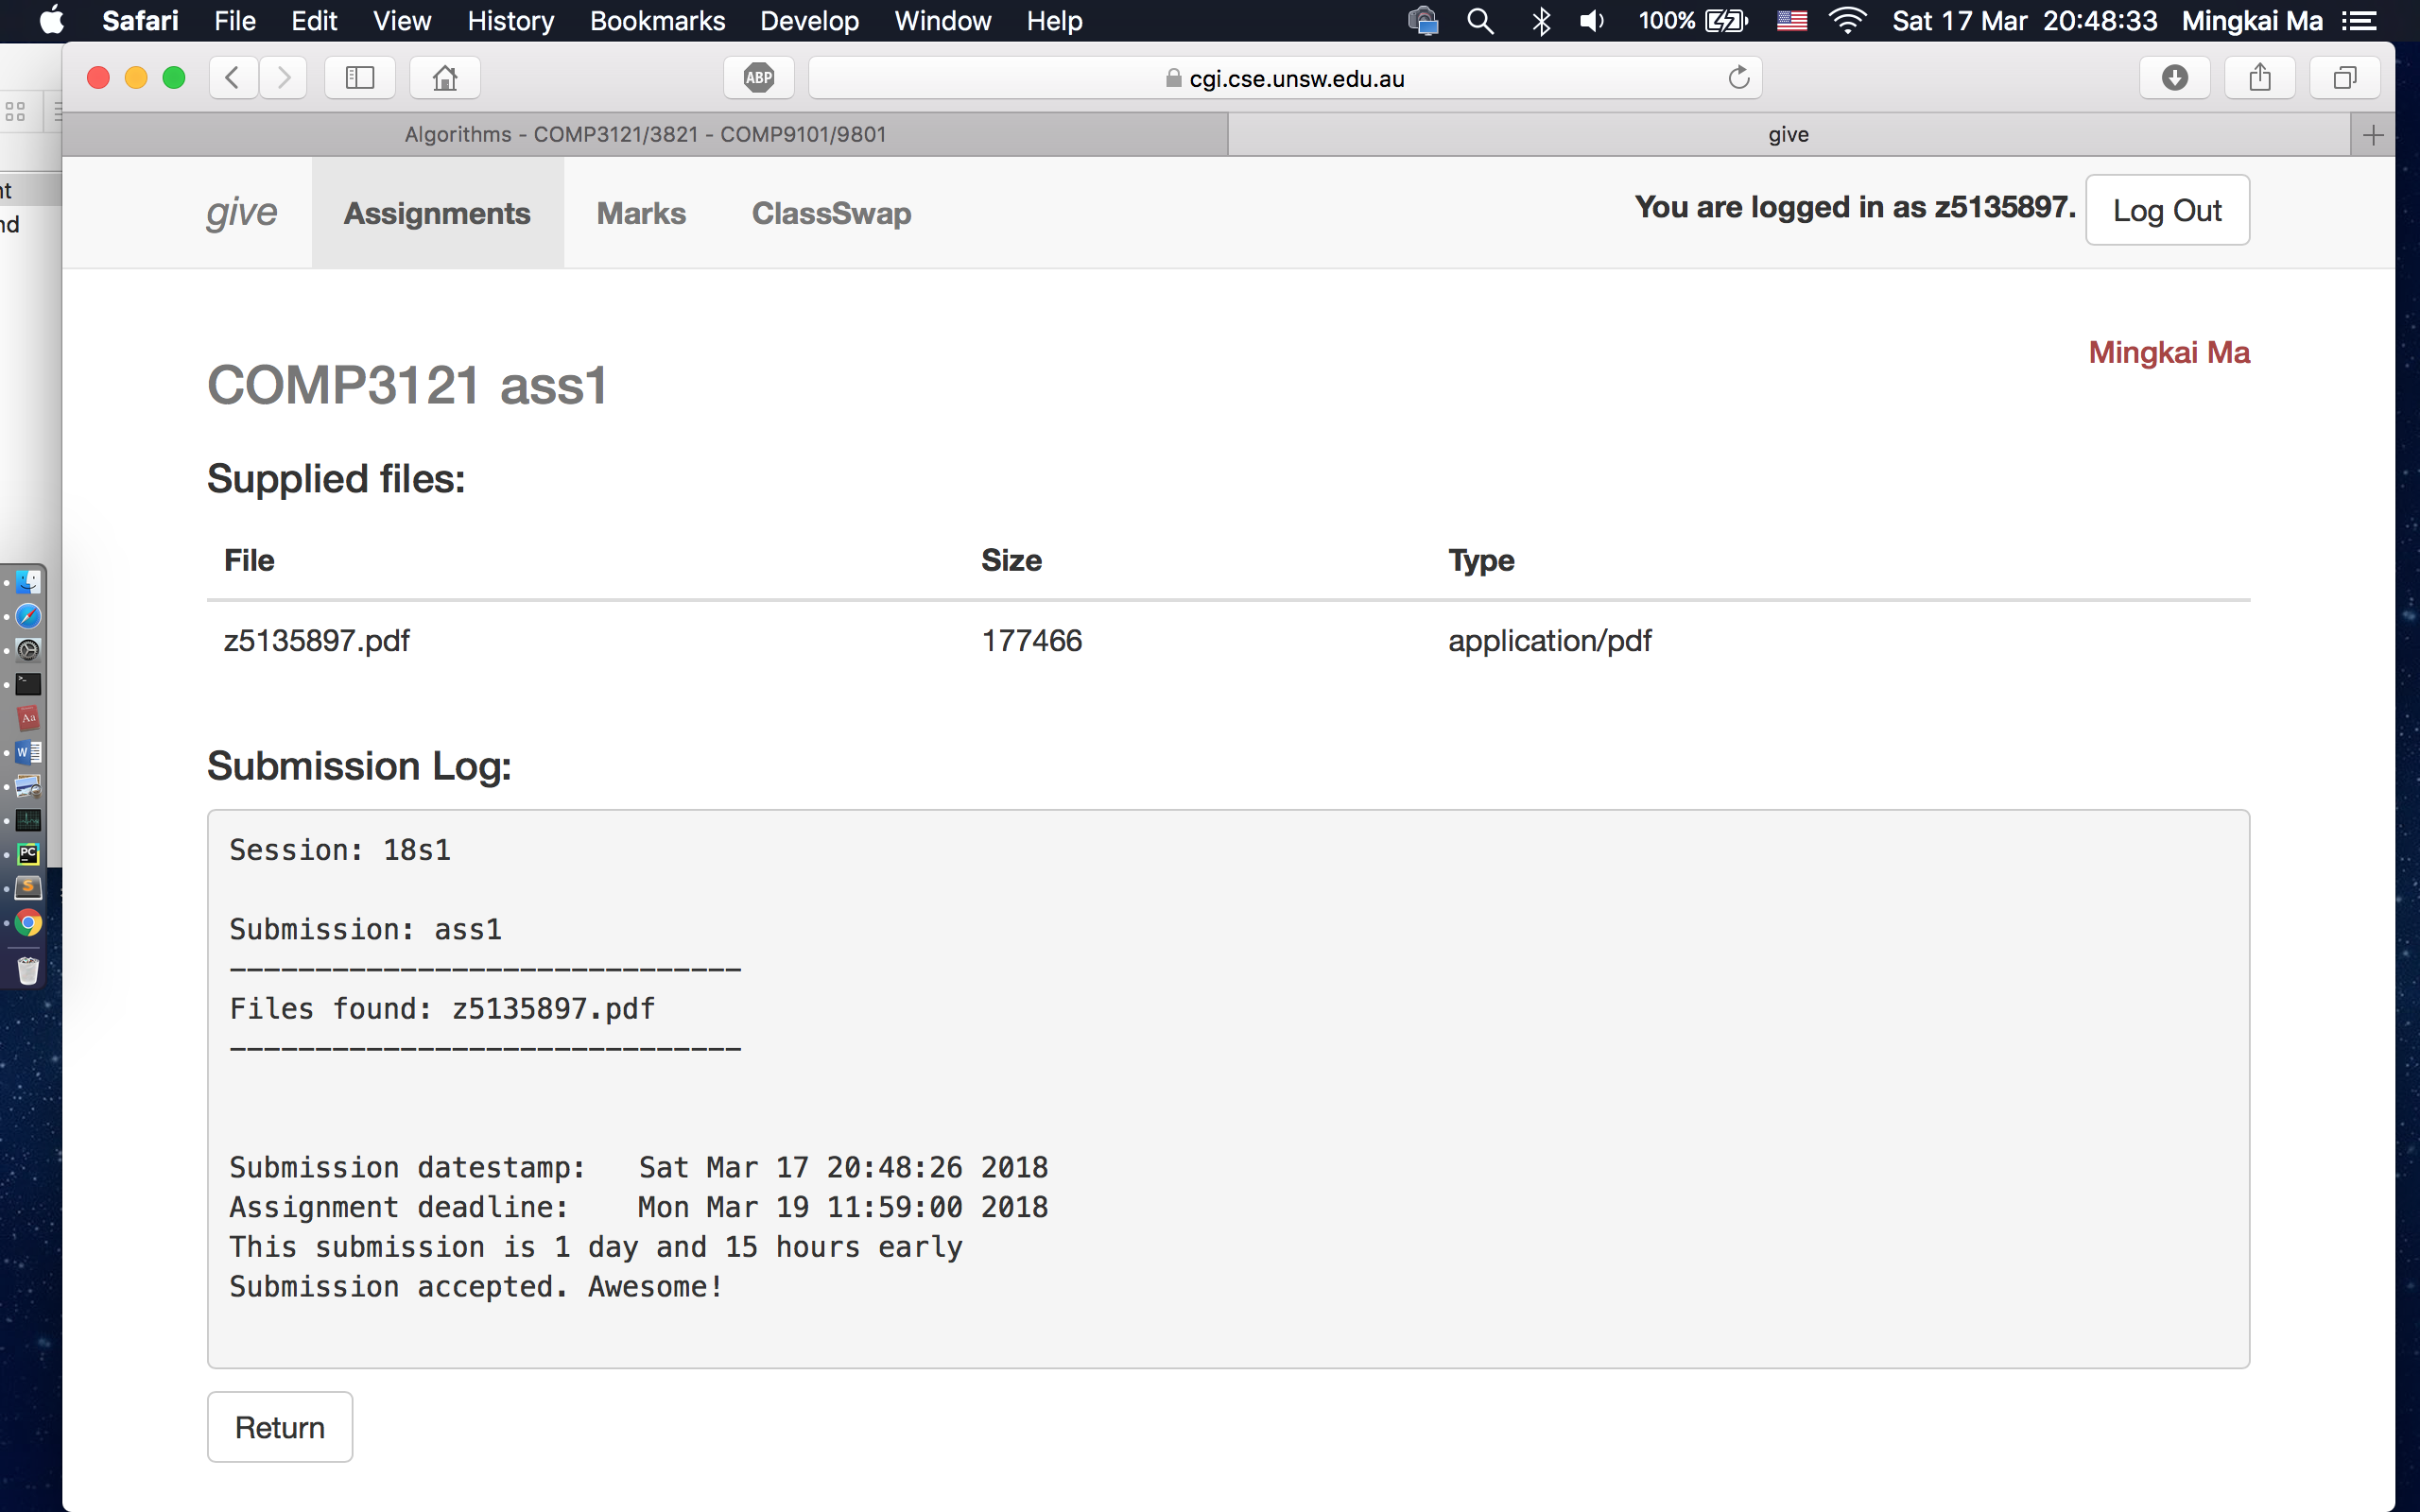 Safari File Edit View History Bookmarks Develop Window Help 100% Sat 17 Mar 20:48:33 Mingkai Ma
ABP cgi.cse.unsw.edu.au
Algorithms - COMP3121/3821 - COMP9101/9801 give
nt
nd
give Assignments Marks ClassSwap You are logged in as z5135897. Log Out
Mingkai Ma
COMP3121 ass1
Supplied files:
File Size Type
z5135897.pdf 177466 application/pdf
Submission Log:
Session: 18s1
Submission: ass1
------------------------------
Files found: z5135897.pdf
------------------------------
Submission datestamp: Sat Mar 17 20:48:26 2018
Assignment deadline: Mon Mar 19 11:59:00 2018
This submission is 1 day and 15 hours early
Submission accepted. Awesome!
Return
Aa
W
PC
S